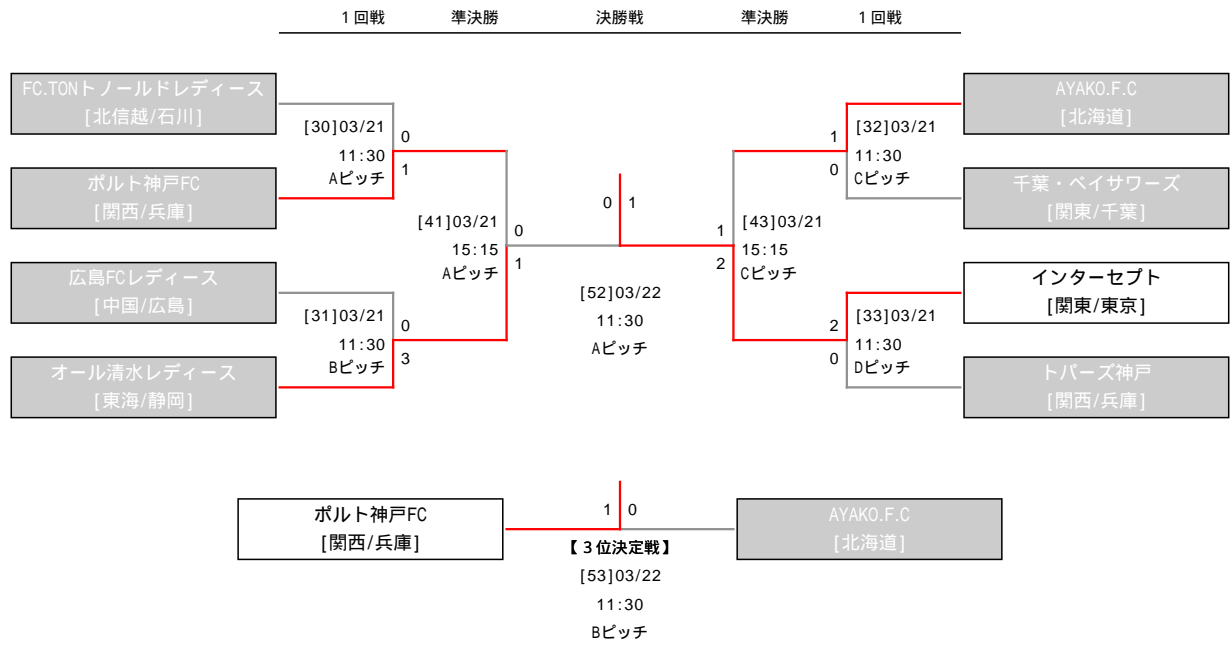 1回戦 準決勝 決勝戦 準決勝 1回戦
FC.TONトノールドレディース
[北信越/石川]
ポルト神戸FC
[関西/兵庫]
広島FCレディース
[中国/広島]
オール清水レディース
[東海/静岡]
[30]03/21
11:30
Aピッチ
0
1
[31]03/21
11:30
Bピッチ
0
3
[41]03/21
15:15
Aピッチ
0
1
0 1
[52]03/22
11:30
Aピッチ
1
2
[43]03/21
15:15
Cピッチ
1
0
[32]03/21
11:30
Cピッチ
2
0
[33]03/21
11:30
Dピッチ
AYAKO.F.C
[北海道]
千葉・ベイサワーズ
[関東/千葉]
インターセプト
[関東/東京]
トパーズ神戸
[関西/兵庫]
ポルト神戸FC
[関西/兵庫]
1 0
【3位決定戦】
[53]03/22
11:30
Bピッチ
AYAKO.F.C
[北海道]